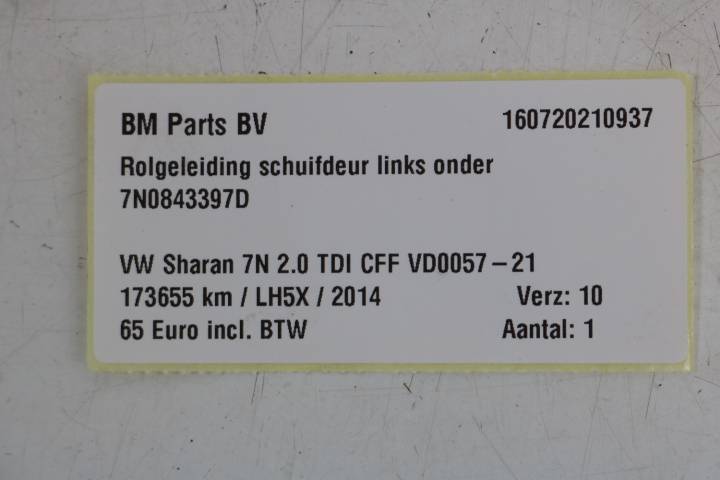 BM Parts BV 160720210937
Rolgeleiding schuifdeur links onder
7N0843397D
VW Sharan 7N 2.0 TDI CFF VD0057-21
173655 km / LH5X / 2014 Verz: 10
65 Euro incl. BTW Aantal: 1